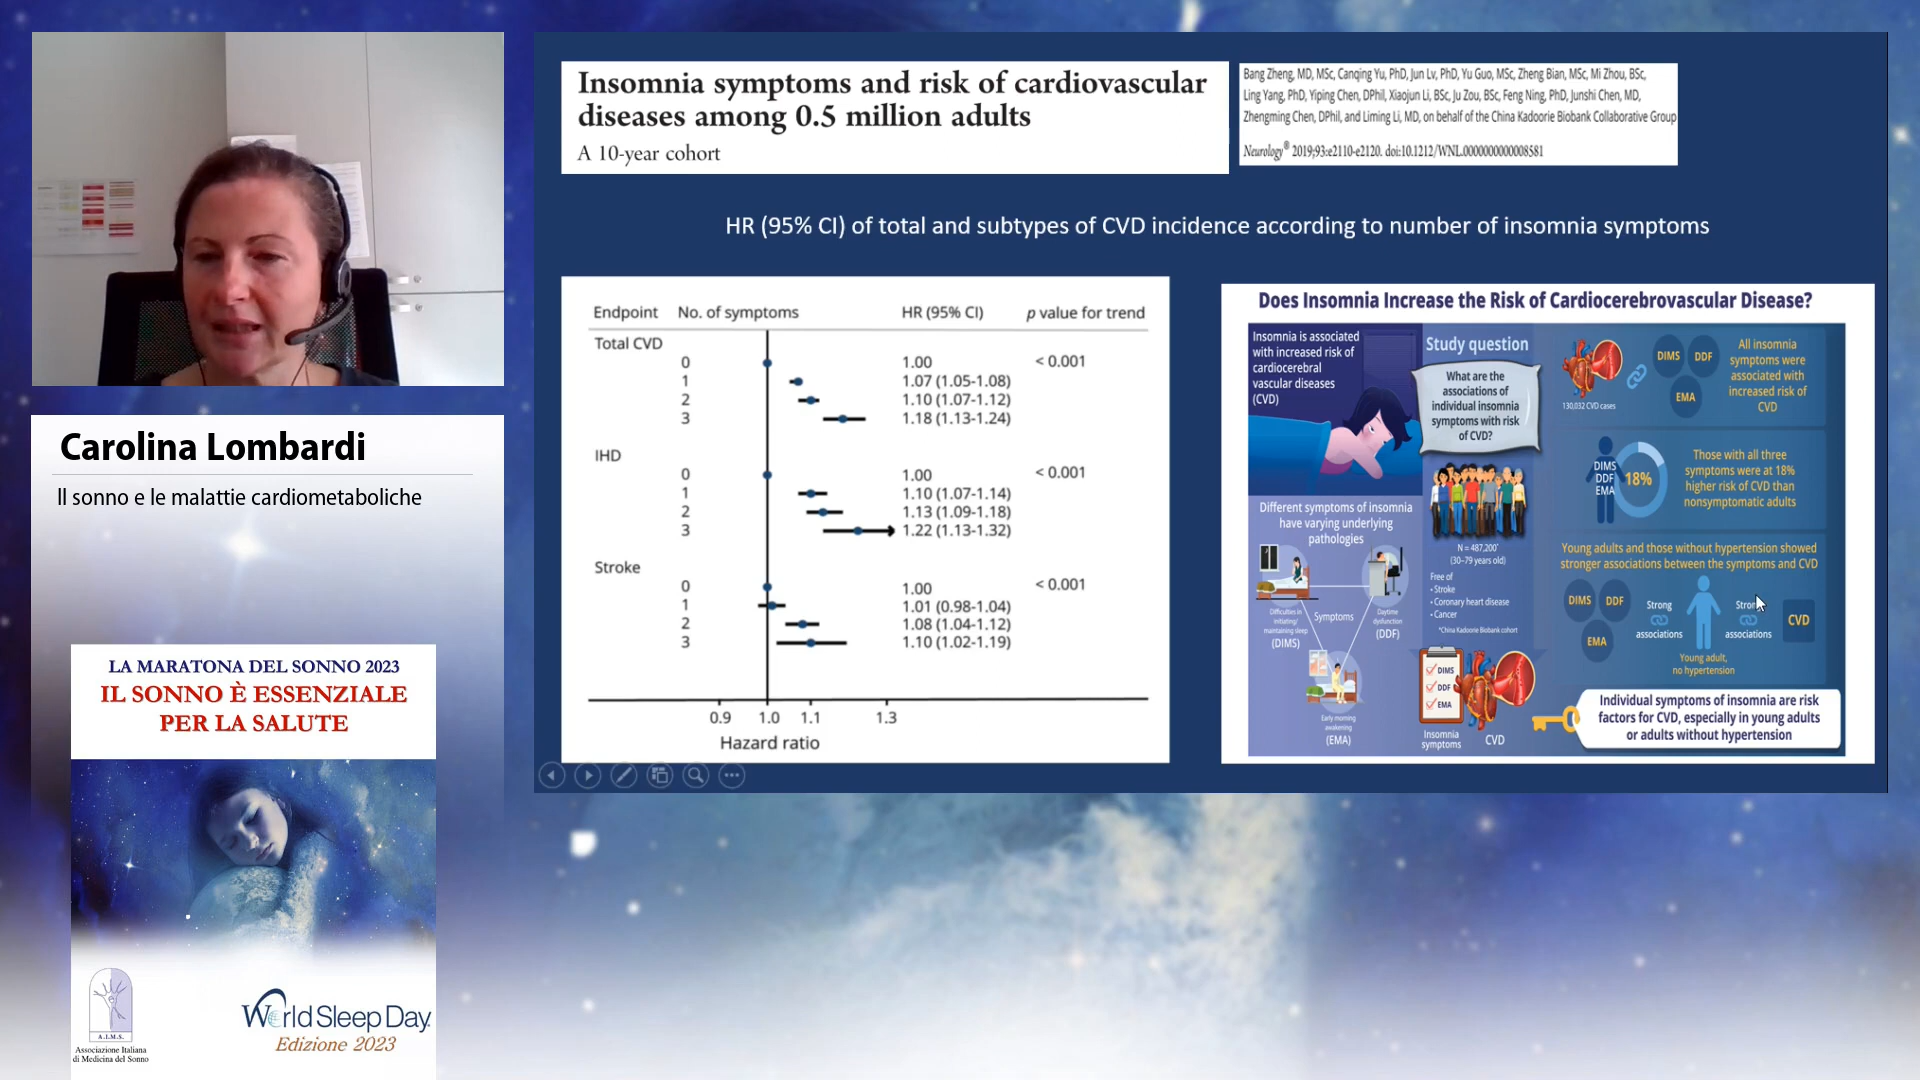 Carolina Lombardi
Il sonno e le malattie cardiometaboliche
LA MARATONA DEL SONNO 2023
IL SONNO È ESSENZIALE
PER LA SALUTE
A.I.M.S.
Associazione Italiana
di Medicina del Sonno
World Sleep Day
Edizione 2023
Insomnia symptoms and risk of cardiovascular
diseases among 0.5 million adults
A 10-year cohort
Bang Zheng, MD, MSc, Canqing Yu, PhD, Jun Lv, PhD, Yu Guo, MSc, Zheng Bian, MSc, Mi Zhou, BSc,
Ling Yang, PhD, Yiping Chen, DPhil, Xiaojun Li, BSc, Ju Zou, BSc, Feng Ning, PhD, Junshi Chen, MD,
Zhengming Chen, DPhil, and Liming Li, MD, on behalf of the China Kadoorie Biobank Collaborative Group
Neurology® 2019;93:e2110-e2120. doi:10.1212/WNL.0000000000008581
HR (95% CI) of total and subtypes of CVD incidence according to number of insomnia symptoms
Endpoint No. of symptoms HR (95% CI) p value for trend
Total CVD
0 1.00 < 0.001
1 1.07 (1.05-1.08)
2 1.10 (1.07-1.12)
3 1.18 (1.13-1.24)
IHD
0 1.00 < 0.001
1 1.10 (1.07-1.14)
2 1.13 (1.09-1.18)
3 1.22 (1.13-1.32)
Stroke
0 1.00 < 0.001
1 1.01 (0.98-1.04)
2 1.08 (1.04-1.12)
3 1.10 (1.02-1.19)
0.9 1.0 1.1 1.3
Hazard ratio
Does Insomnia Increase the Risk of Cardiocerebrovascular Disease?
Insomnia is associated
with increased risk of
cardiocerebral
vascular diseases
(CVD)
Different symptoms of insomnia
have varying underlying
pathologies
Difficulties in
initiating/
maintaining sleep
(DIMS)
Symptoms
Daytime
dysfunction
(DDF)
Early morning
awakening
(EMA)
Study question
What are the
associations of
individual insomnia
symptoms with risk
of CVD?
N = 487,200*
(30–79 years old)
Free of
• Stroke
• Coronary heart disease
• Cancer
*China Kadoorie Biobank cohort
DIMS
DDF
EMA
Insomnia
symptoms
CVD
130,032 CVD cases
DIMS DDF
EMA
All insomnia
symptoms were
associated with
increased risk of
CVD
DIMS
DDF
EMA
18%
Those with all three
symptoms were at 18%
higher risk of CVD than
nonsymptomatic adults
Young adults and those without hypertension showed
stronger associations between the symptoms and CVD
DIMS DDF
EMA
Strong
associations
Young adult,
no hypertension
Strong
associations
CVD
Individual symptoms of insomnia are risk
factors for CVD, especially in young adults
or adults without hypertension